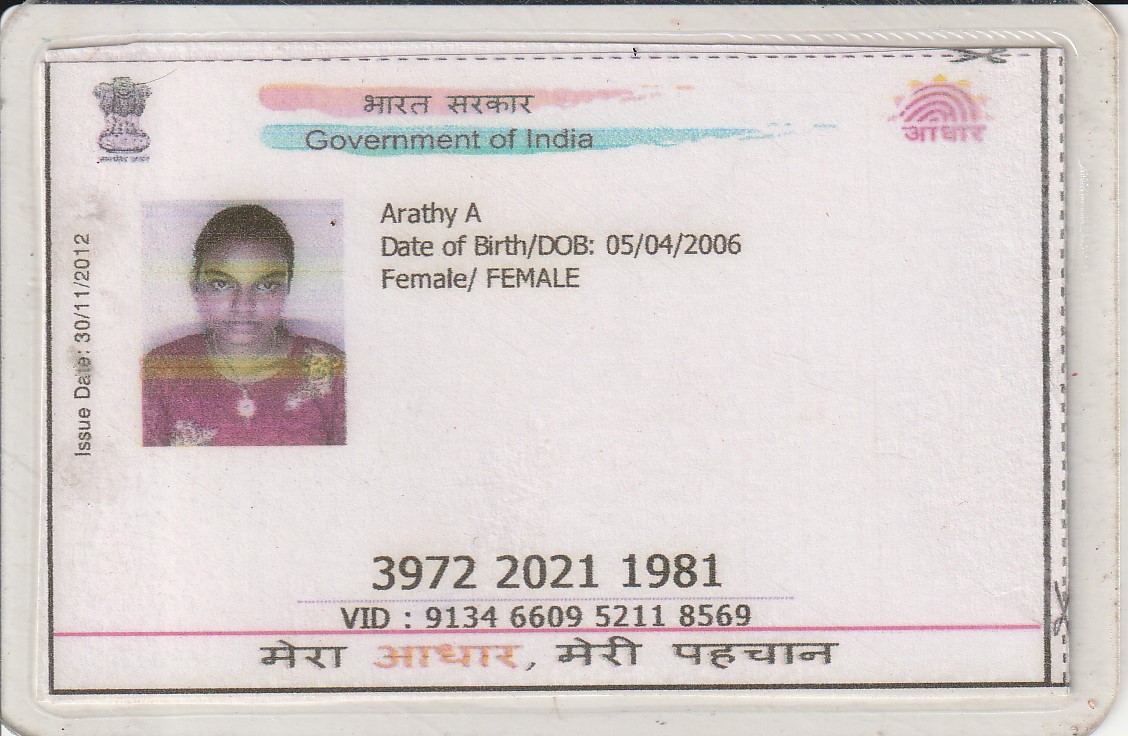 भारत सरकार
Government of India
आधार
Issue Date: 30/11/2012
Arathy A
Date of Birth/DOB: 05/04/2006
Female/ FEMALE
3972 2021 1981
VID : 9134 6609 5211 8569
मेरा आधार, मेरी पहचान